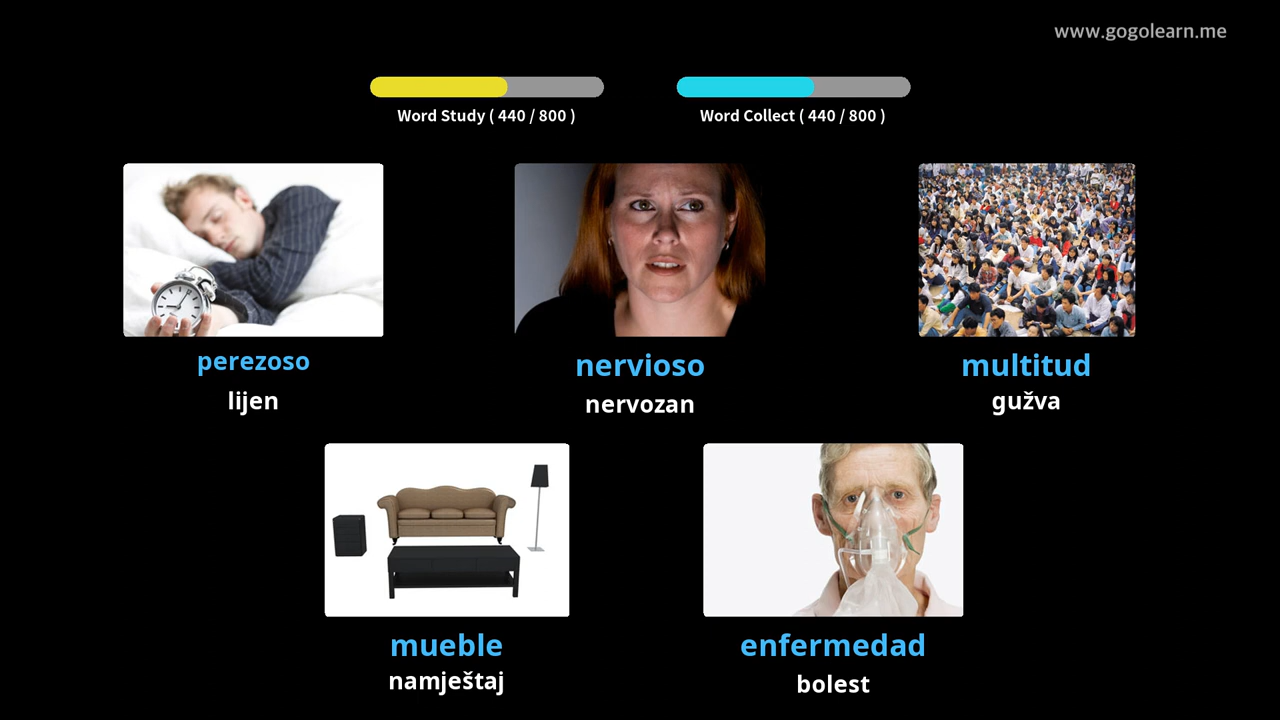 www.gogolearn.me
Word Study ( 440 / 800 )
Word Collect ( 440 / 800 )
perezoso
lijen
nervioso
nervozan
multitud
gužva
mueble
namještaj
enfermedad
bolest